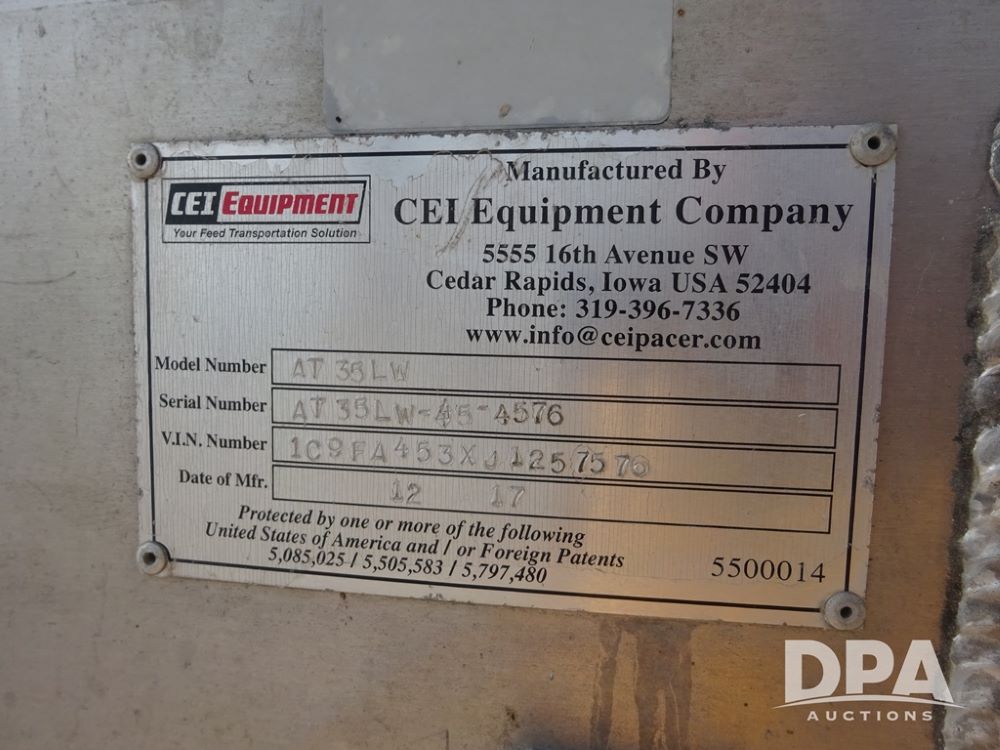 CEI EQUIPMENT
Your Feed Transportation Solution
Manufactured By
CEI Equipment Company
5555 16th Avenue SW
Cedar Rapids, Iowa USA 52404
Phone: 319-396-7336
www.info@ceipacer.com
Model Number AT 35LW
Serial Number AT 35LW-45-4576
V.I.N. Number 1C9FA453XJ1257576
Date of Mfr. 12 17
Protected by one or more of the following
United States of America and / or Foreign Patents
5,085,025 / 5,505,583 / 5,797,480
5500014
DPA
AUCTIONS